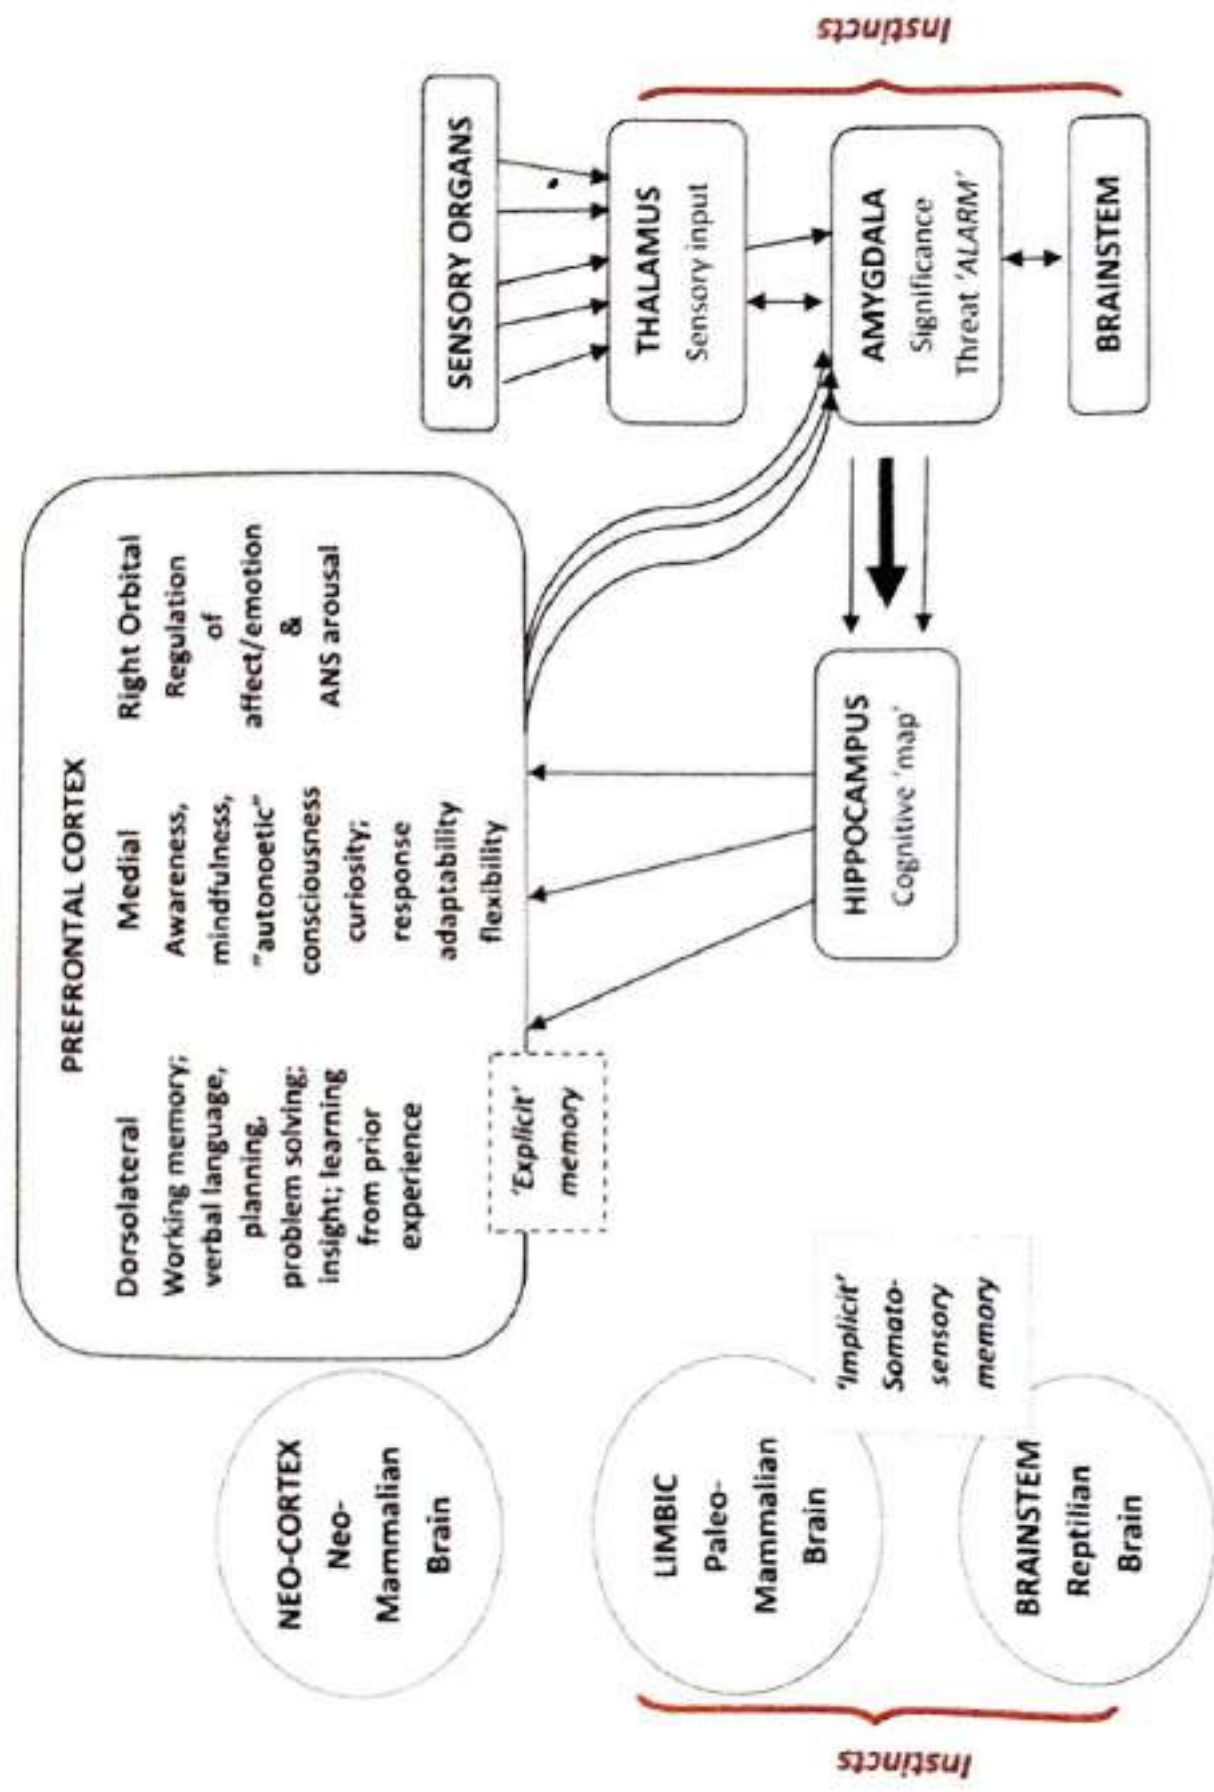 PREFRONTAL CORTEX
Dorsolateral
Working memory;
verbal language,
planning,
problem solving;
insight; learning
from prior
experience
Medial
Awareness,
mindfulness,
"autonoetic"
consciousness
curiosity;
response
adaptability
flexibility
Right Orbital
Regulation
of
affect/emotion
&
ANS arousal
'Explicit'
memory
SENSORY ORGANS
THALAMUS
Sensory input
AMYGDALA
Significance
Threat 'ALARM'
BRAINSTEM
Instincts
HIPPOCAMPUS
Cognitive 'map'
NEO-CORTEX
Neo-
Mammalian
Brain
LIMBIC
Paleo-
Mammalian
Brain
BRAINSTEM
Reptilian
Brain
'Implicit'
Somato-
sensory
memory
Instincts